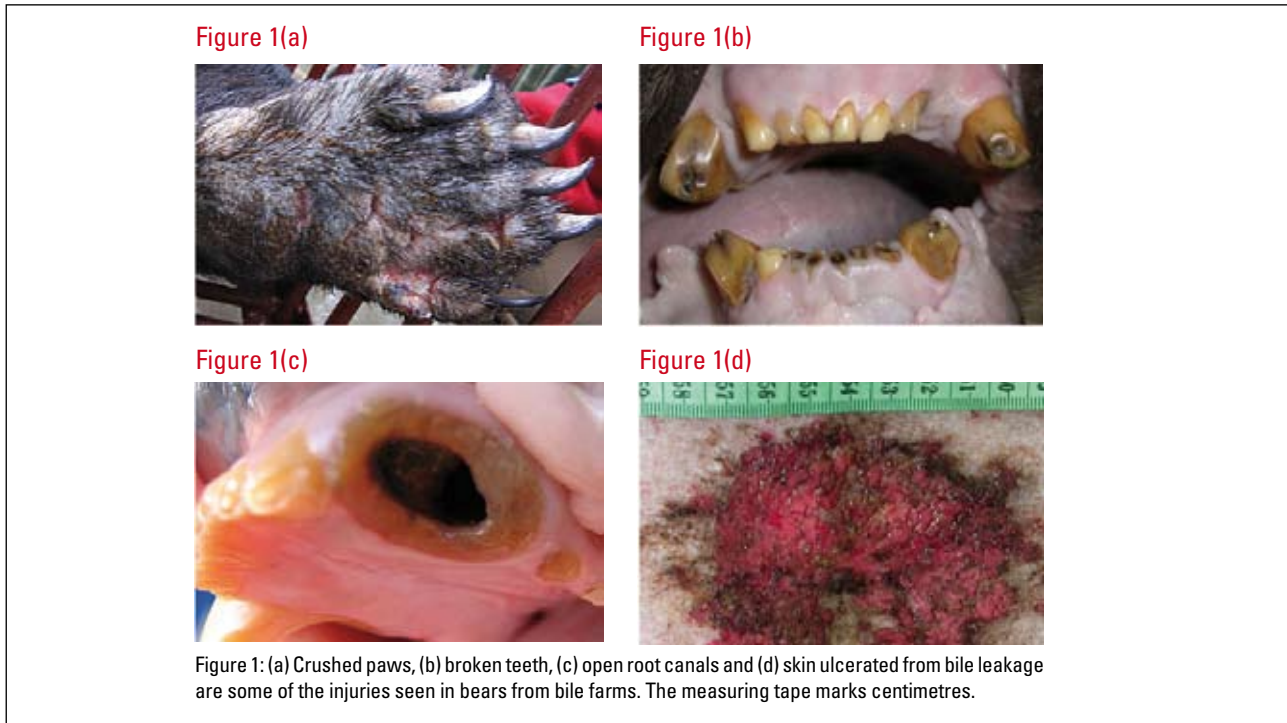 Figure 1(a)
Figure 1(b)
Figure 1(c)
Figure 1(d)
Figure 1: (a) Crushed paws, (b) broken teeth, (c) open root canals and (d) skin ulcerated from bile leakage
are some of the injuries seen in bears from bile farms. The measuring tape marks centimetres.